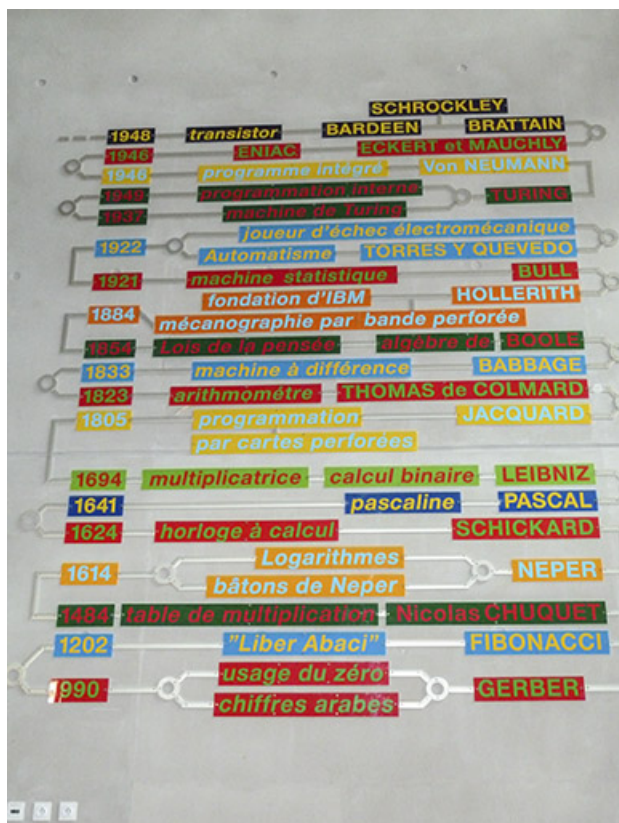 SCHROCKLEY
1948 transistor BARDEEN BRATTAIN
1946 ENIAC ECKERT et MAUCHLY
1946 programme intégré Von NEUMANN
1949 programmation interne TURING
1937 machine de Turing
joueur d'échec électromécanique
1922 Automatisme TORRES Y QUEVEDO
1921 machine statistique BULL
fondation d'IBM HOLLERITH
1884 mécanographie par bande perforée
1854 Lois de la pensée algèbre de BOOLE
1833 machine à différence BABBAGE
1823 arithmométre THOMAS de COLMARD
1805 programmation JACQUARD
par cartes perforées
1694 multiplicatrice calcul binaire LEIBNIZ
1641 pascaline PASCAL
1624 horloge à calcul SCHICKARD
Logarithmes
1614 NEPER
bâtons de Neper
1484 table de multiplication Nicolas CHUQUET
1202 "Liber Abaci" FIBONACCI
usage du zéro
990 GERBER
chiffres arabes